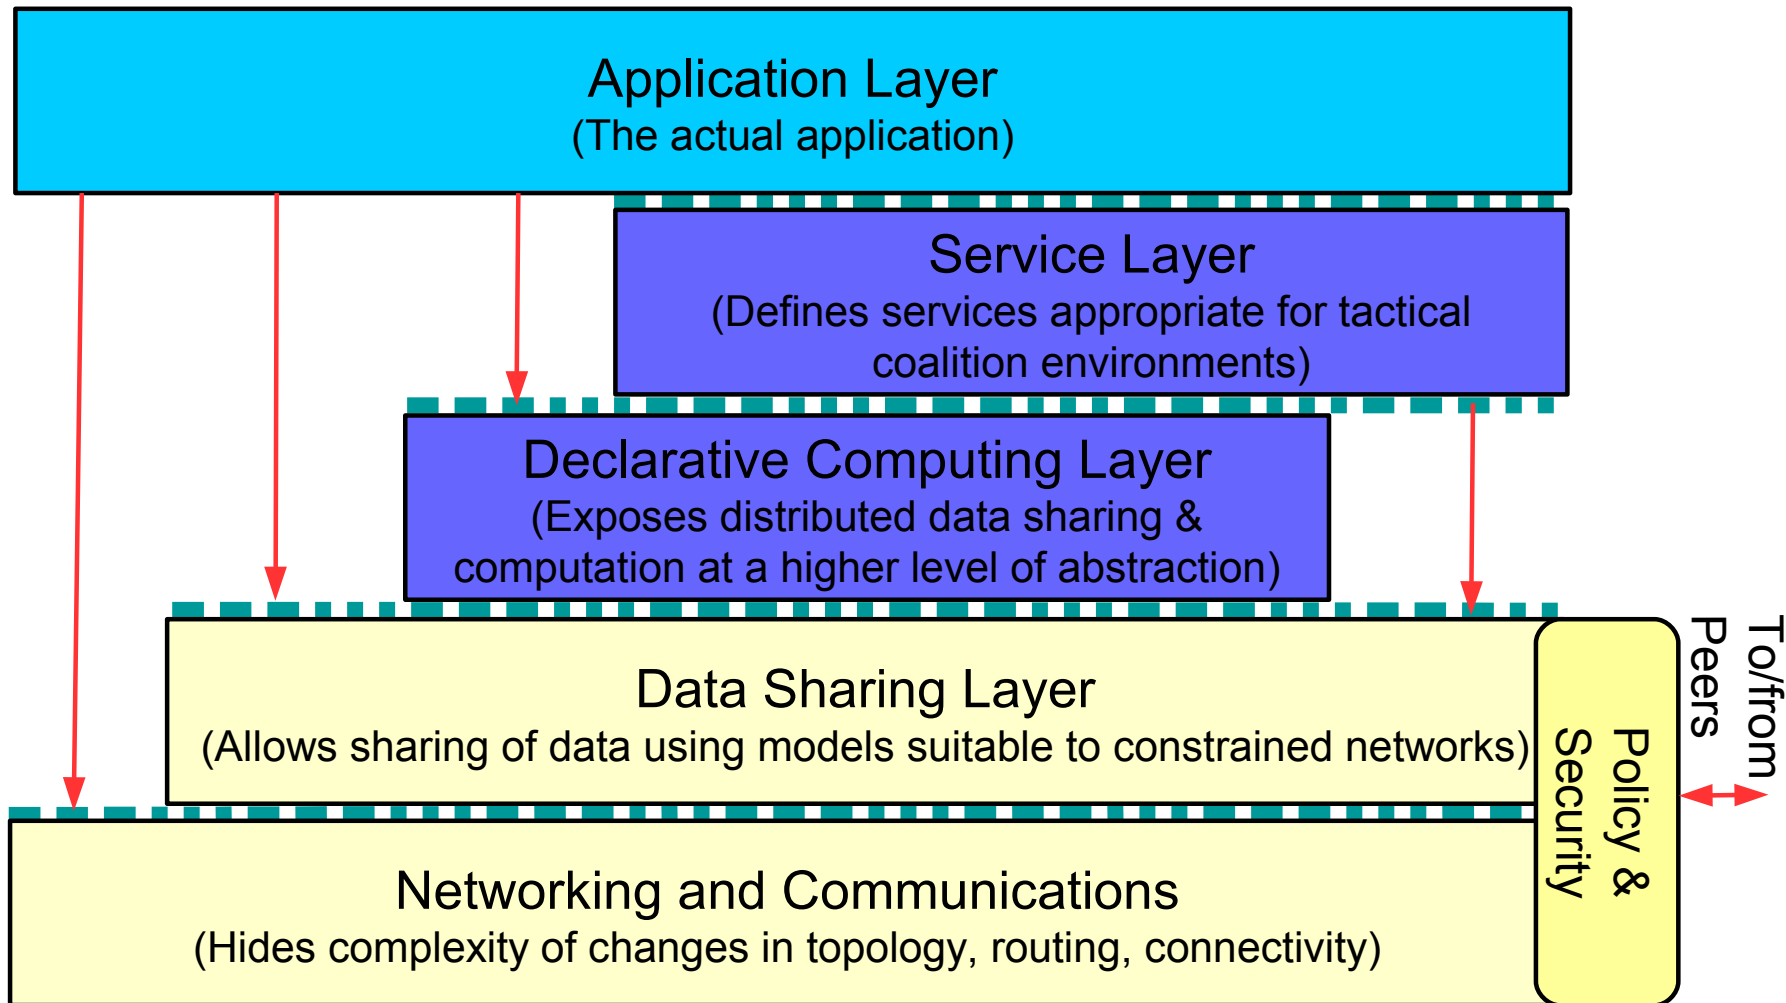 Application Layer
(The actual application)
Service Layer
(Defines services appropriate for tactical
coalition environments)
Declarative Computing Layer
(Exposes distributed data sharing &
computation at a higher level of abstraction)
Data Sharing Layer
(Allows sharing of data using models suitable to constrained networks)
Networking and Communications
(Hides complexity of changes in topology, routing, connectivity)
Policy &
Security
To/from
Peers